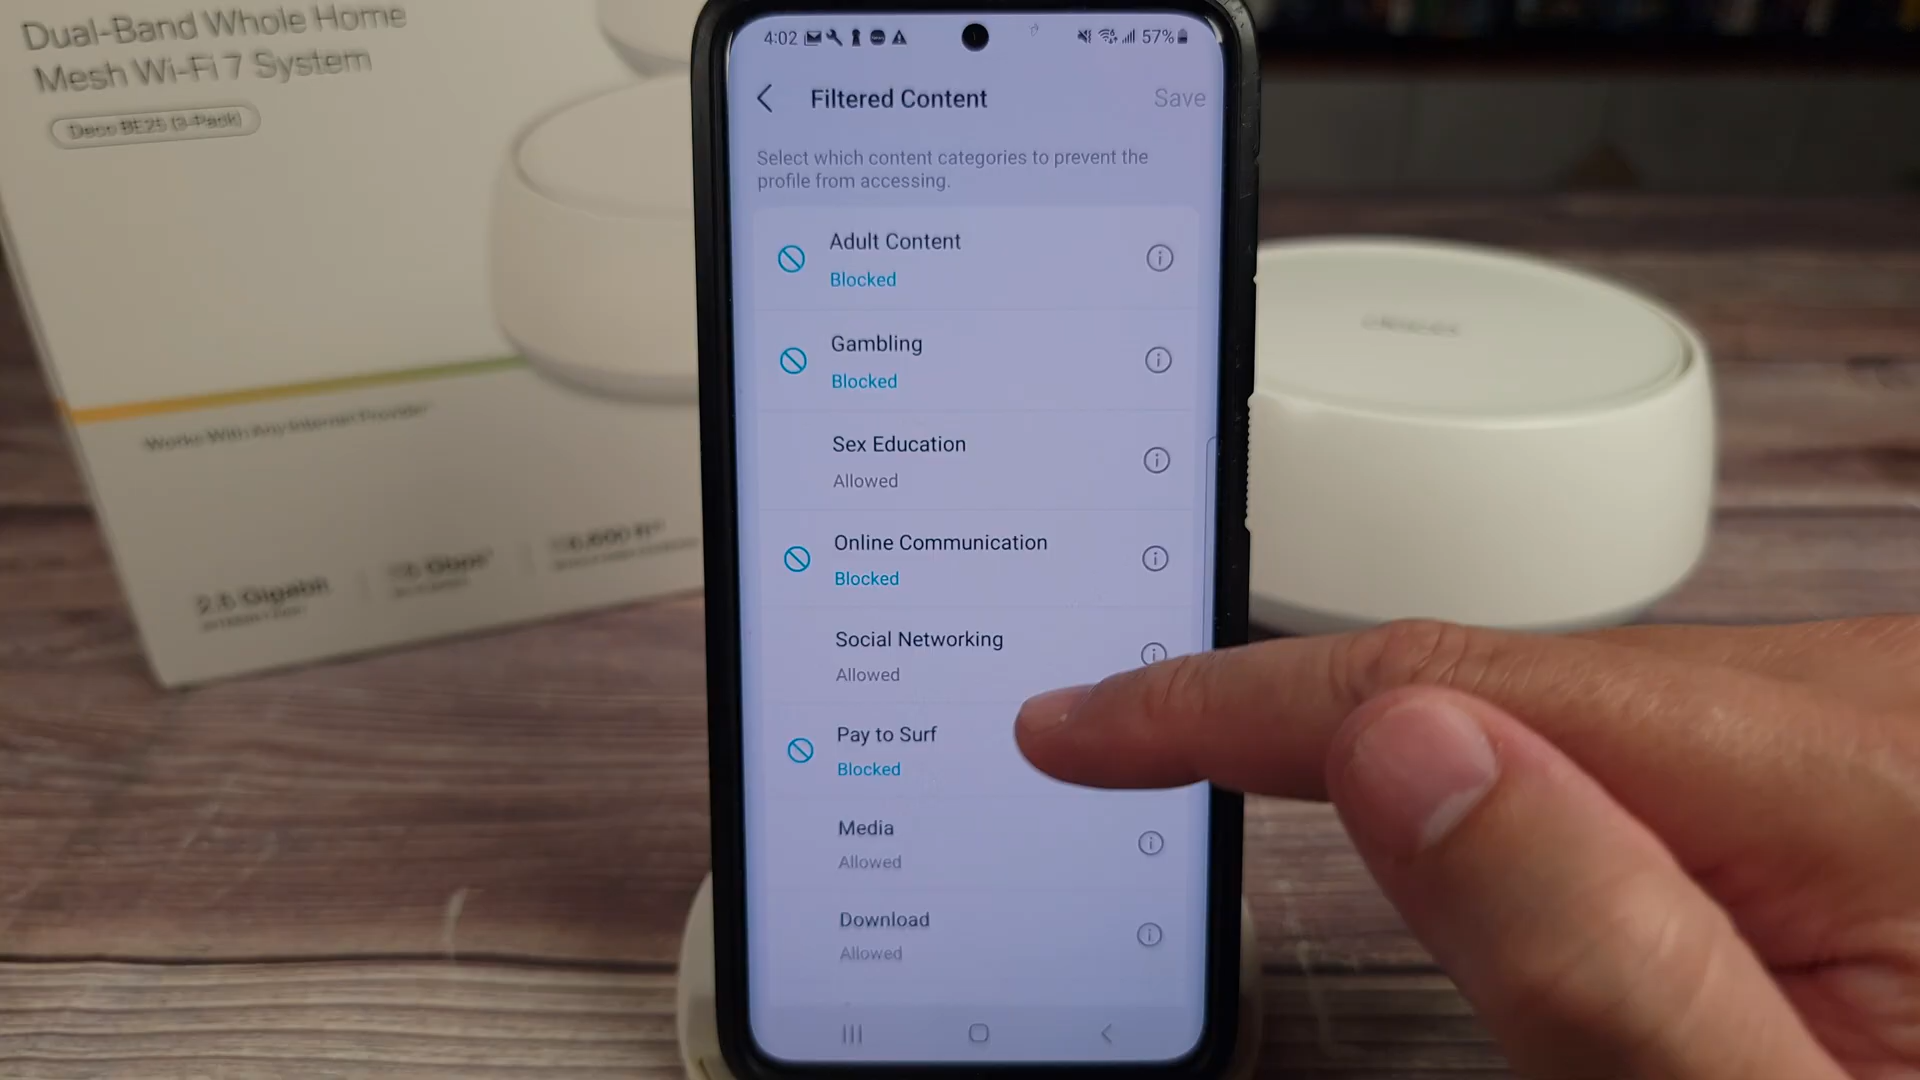 Dual-Band Whole Home
Mesh Wi-Fi 7 System
Deco BE25 (3-Pack)
Works With Any Internet Provider
2.5 Gigabit
4:02
57%
Filtered Content
Save
Select which content categories to prevent the
profile from accessing.
Adult Content
Blocked
Gambling
Blocked
Sex Education
Allowed
Online Communication
Blocked
Social Networking
Allowed
Pay to Surf
Blocked
Media
Allowed
Download
Allowed